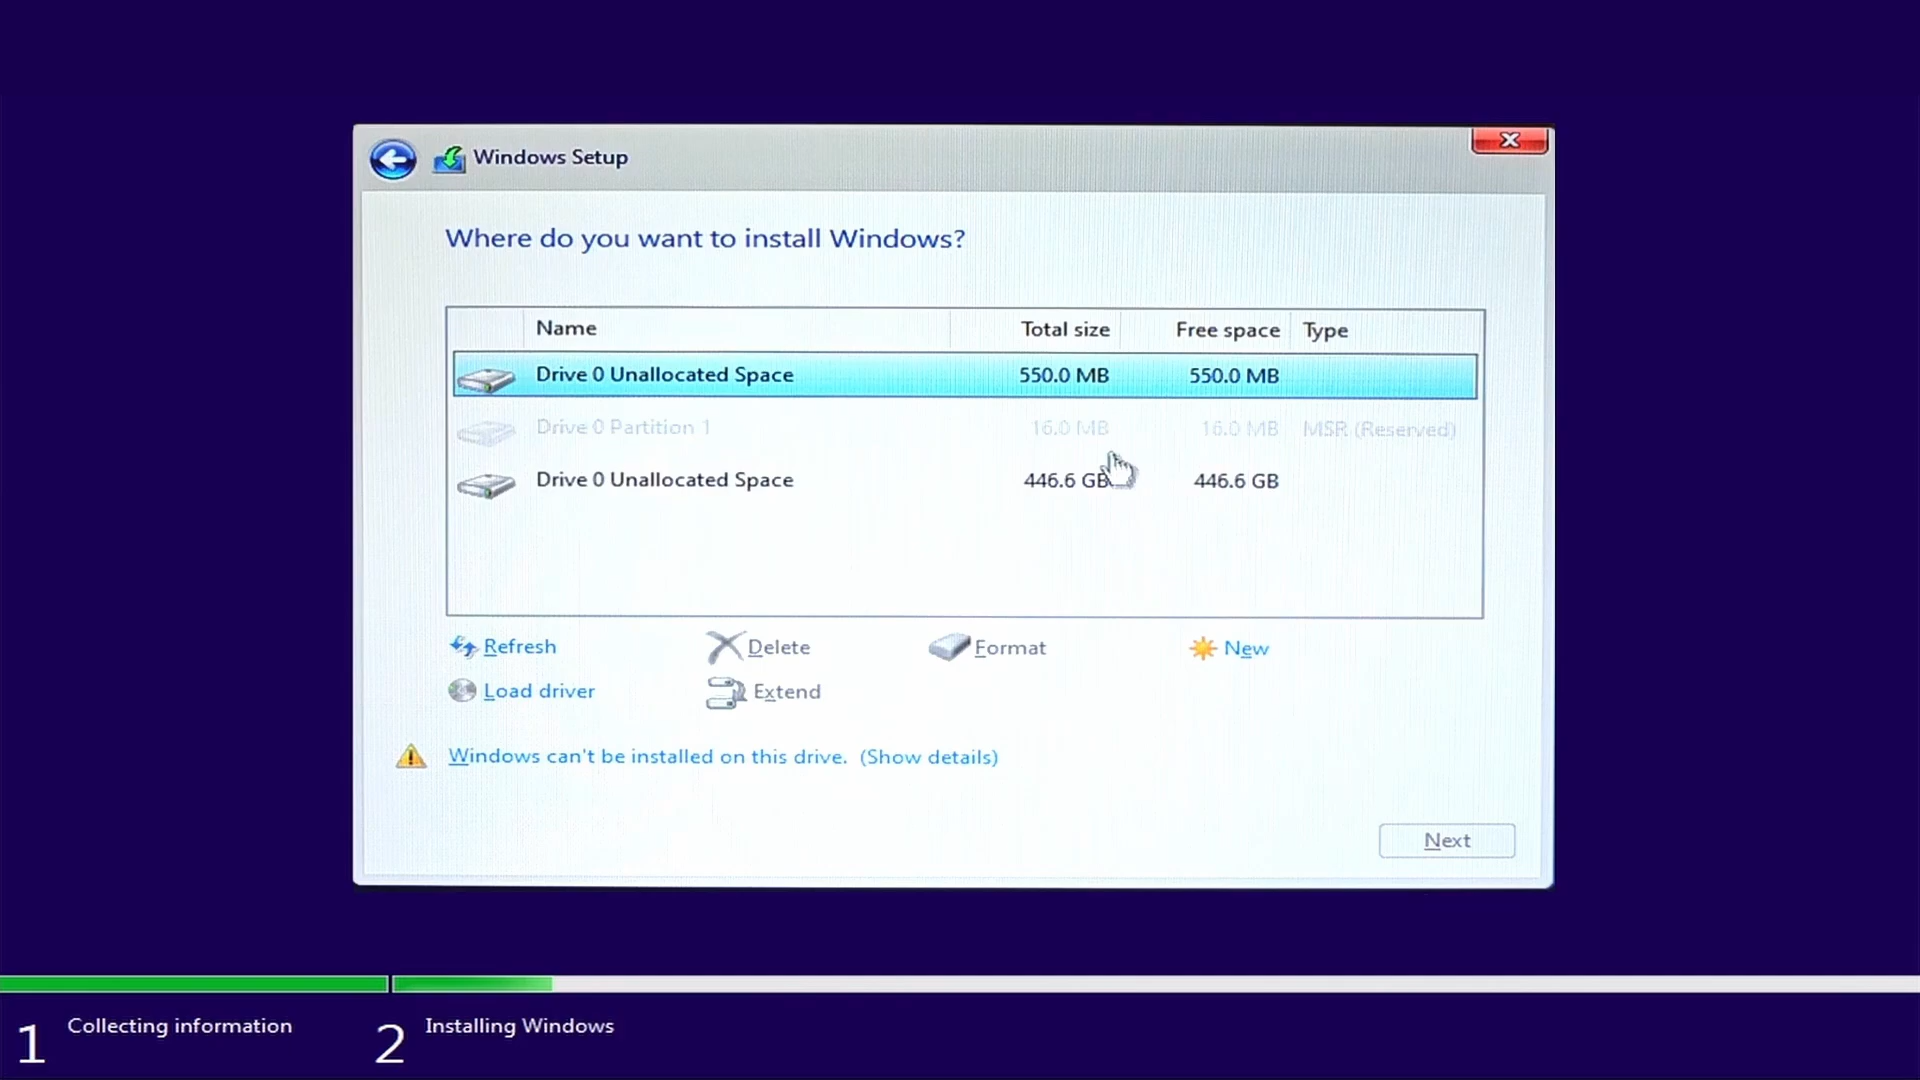 Windows Setup
Where do you want to install Windows?
Name Total size Free space Type
Drive 0 Unallocated Space 550.0 MB 550.0 MB
Drive 0 Partition 1 16.0 MB 16.0 MB MSR (Reserved)
Drive 0 Unallocated Space 446.6 GB 446.6 GB
Refresh Delete Format New
Load driver Extend
Windows can't be installed on this drive. (Show details)
Next
1 Collecting information 2 Installing Windows